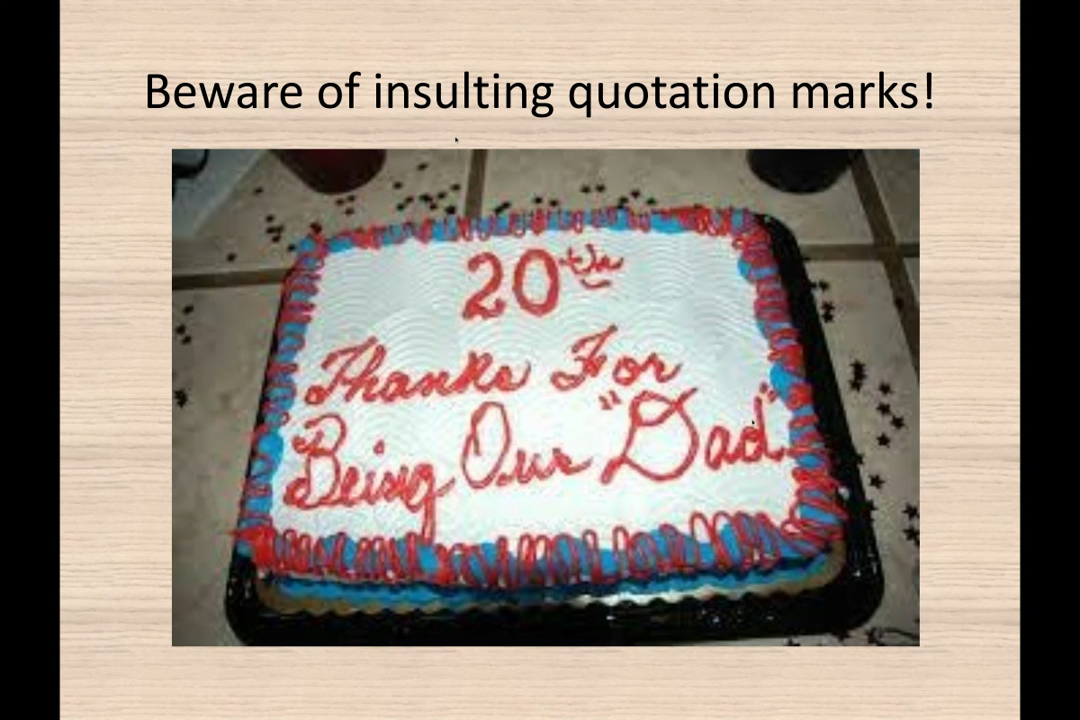 Beware of insulting quotation marks!
20th
Thanks For
Being Our "Dad"